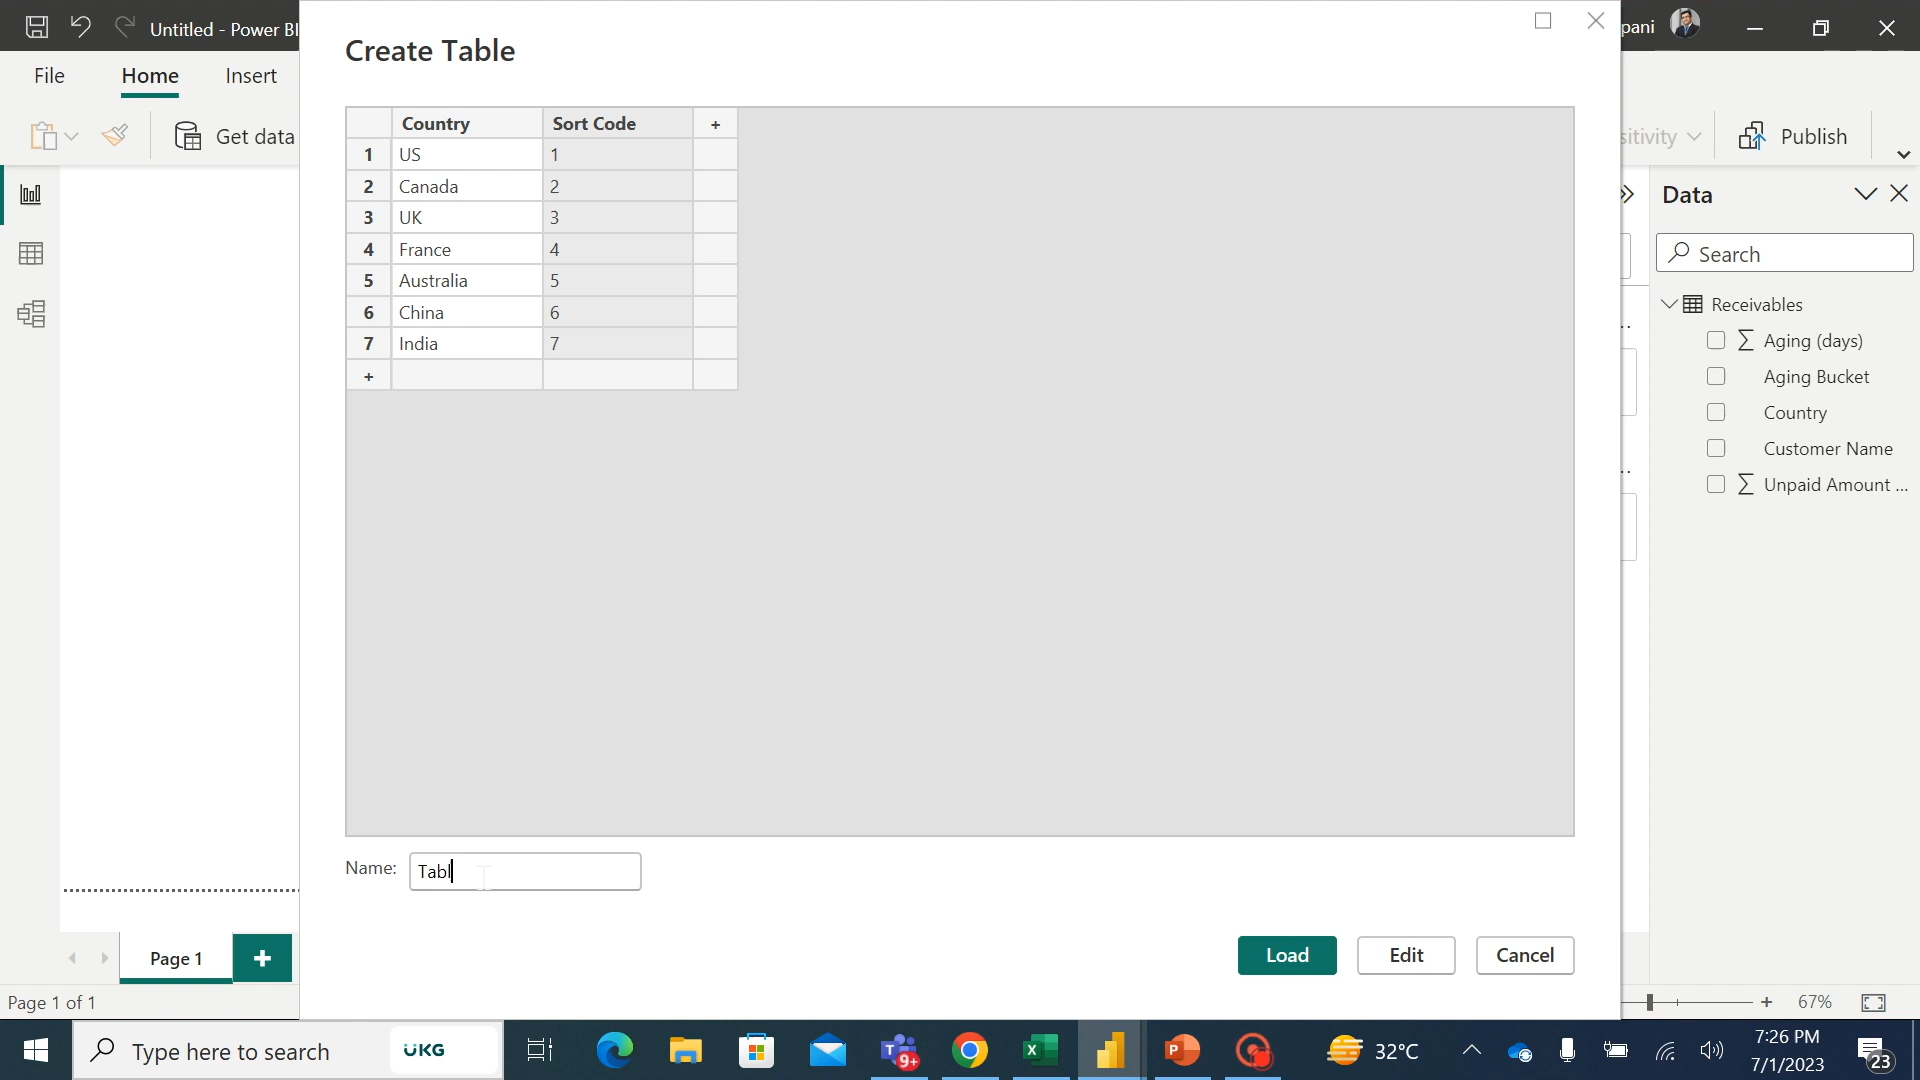 Untitled - Power BI
pani
Create Table
File
Home
Insert
Get data
sitivity
Publish
Country
Sort Code
+
1
US
1
2
Canada
2
3
UK
3
4
France
4
5
Australia
5
6
China
6
7
India
7
+
Data
Search
Receivables
Aging (days)
Aging Bucket
Country
Customer Name
Unpaid Amount ...
Name:
Tabl
Load
Edit
Cancel
Page 1
+
Page 1 of 1
+
67%
Type here to search
UKG
9+
32°C
7:26 PM
7/1/2023
23